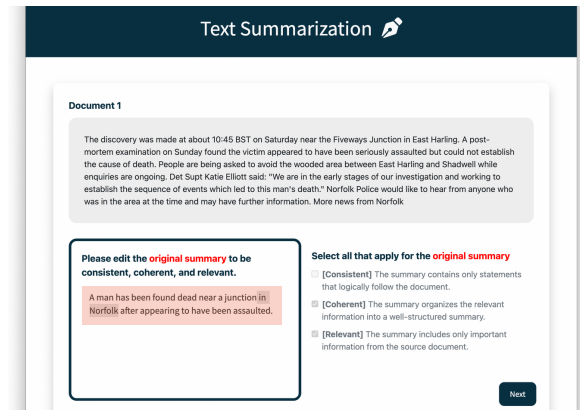 Text Summarization
Document 1
The discovery was made at about 10:45 BST on Saturday near the Fiveways Junction in East Harling. A post-
mortem examination on Sunday found the victim appeared to have been seriously assaulted but could not establish
the cause of death. People are being asked to avoid the wooded area between East Harling and Shadwell while
enquiries are ongoing. Det Supt Katie Elliott said: "We are in the early stages of our investigation and working to
establish the sequence of events which led to this man's death." Norfolk Police would like to hear from anyone who
was in the area at the time and may have further information. More news from Norfolk
Please edit the original summary to be
consistent, coherent, and relevant.
A man has been found dead near a junction in
Norfolk after appearing to have been assaulted.
Select all that apply for the original summary
[Consistent] The summary contains only statements
that logically follow the document.
[Coherent] The summary organizes the relevant
information into a well-structured summary.
[Relevant] The summary includes only important
information from the source document.
Next